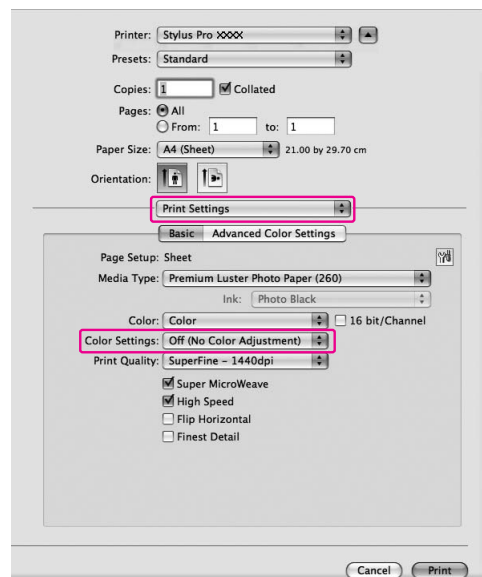 Printer: Stylus Pro XXXX
Presets: Standard
Copies: 1 Collated
Pages: All
From: 1 to: 1
Paper Size: A4 (Sheet) 21.00 by 29.70 cm
Orientation:
Print Settings
Basic Advanced Color Settings
Page Setup: Sheet
Media Type: Premium Luster Photo Paper (260)
Ink: Photo Black
Color: Color 16 bit/Channel
Color Settings: Off (No Color Adjustment)
Print Quality: SuperFine – 1440dpi
Super MicroWeave
High Speed
Flip Horizontal
Finest Detail
Cancel Print